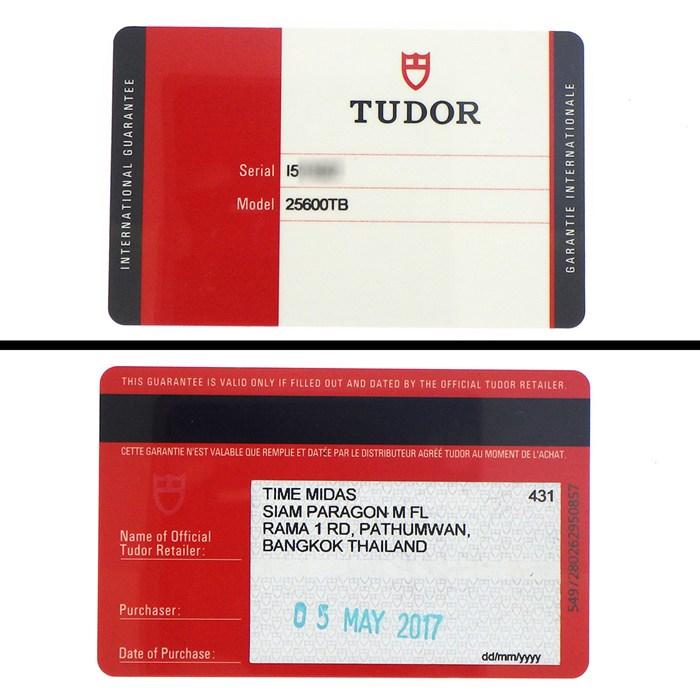 INTERNATIONAL GUARANTEE
TUDOR
Serial I5
Model 25600TB
GARANTIE INTERNATIONALE
THIS GUARANTEE IS VALID ONLY IF FILLED OUT AND DATED BY THE OFFICIAL TUDOR RETAILER.
CETTE GARANTIE N'EST VALABLE QUE REMPLIE ET DATÉE PAR LE DISTRIBUTEUR AGRÉÉ TUDOR AU MOMENT DE L'ACHAT.
TIME MIDAS 431
SIAM PARAGON M FL
RAMA 1 RD, PATHUMWAN,
BANGKOK THAILAND
Name of Official
Tudor Retailer:
Purchaser:
05 MAY 2017
Date of Purchase:
dd/mm/yyyy
549/280262950857